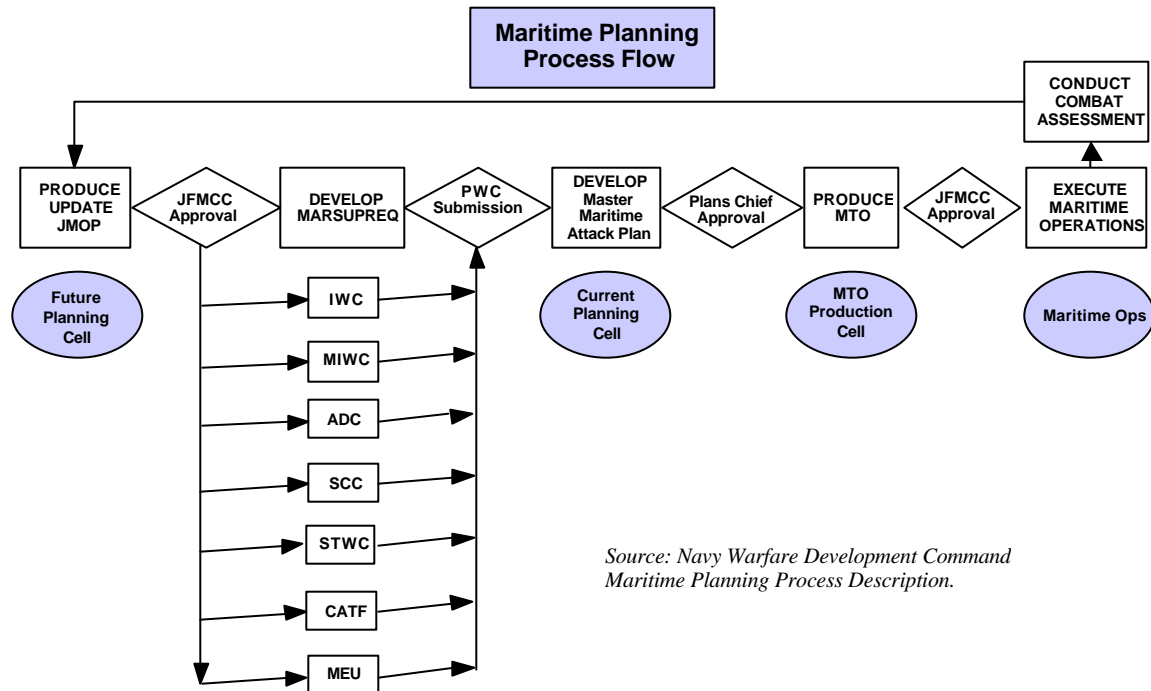 Maritime Planning
Process Flow
CONDUCT
COMBAT
ASSESSMENT
PRODUCE
UPDATE
JMOP
JFMCC
Approval
DEVELOP
MARSUPREQ
PWC
Submission
DEVELOP
Master
Maritime
Attack Plan
Plans Chief
Approval
PRODUCE
MTO
JFMCC
Approval
EXECUTE
MARITIME
OPERATIONS
Future
Planning
Cell
Current
Planning
Cell
MTO
Production
Cell
Maritime Ops
IWC
MIWC
ADC
SCC
STWC
CATF
MEU
Source: Navy Warfare Development Command
Maritime Planning Process Description.